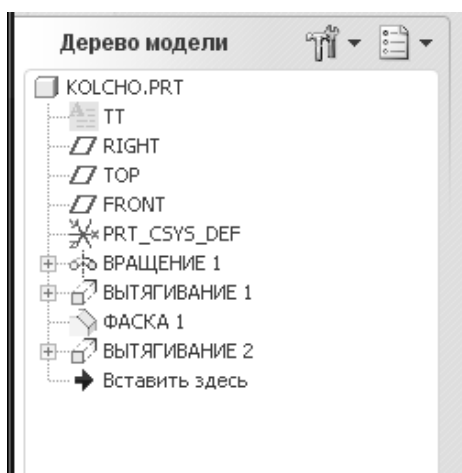 Дерево модели
KOLCHO.PRT
TT
RIGHT
TOP
FRONT
PRT_CSYS_DEF
ВРАЩЕНИЕ 1
ВЫТЯГИВАНИЕ 1
ФАСКА 1
ВЫТЯГИВАНИЕ 2
Вставить здесь